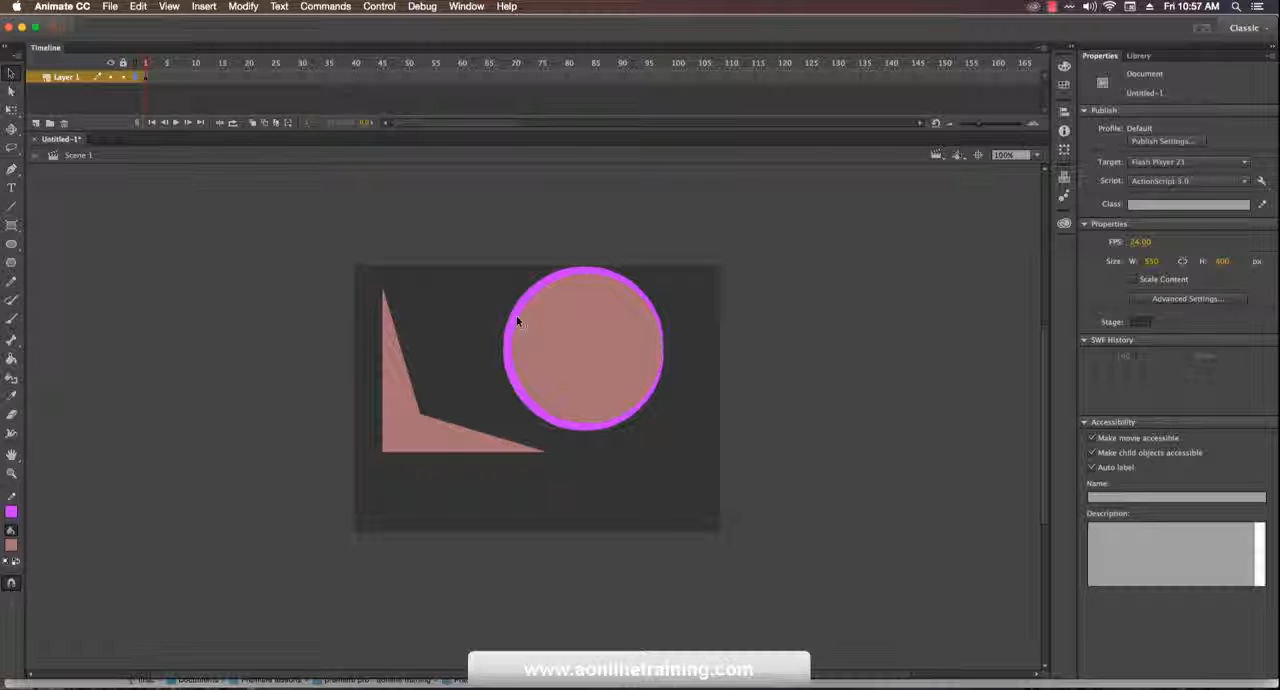 Animate CC File Edit View Insert Modify Text Commands Control Debug Window Help Fri 10:57 AM
Classic
Timeline
1 5 10 15 20 25 30 35 40 45 50 55 60 65 70 75 80 85 90 95 100 105 110 115 120 125 130 135 140 145 150 155 160 165
Layer 1
Untitled-1*
Scene 1
100%
Properties Library
Document
Untitled-1
Publish
Profile: Default
Publish Settings...
Target: Flash Player 21
Script: ActionScript 3.0
Class:
Properties
FPS: 24.00
Size: W: 550 H: 400 px
Scale Content
Advanced Settings...
Stage:
SWF History
Accessibility
Make movie accessible
Make child objects accessible
Auto label
Name:
Description:
www.aonlinetraining.com